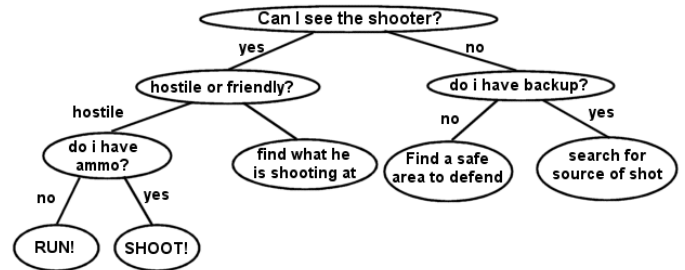 Can I see the shooter?
yes
no
hostile or friendly?
do i have backup?
hostile
no
yes
do i have
ammo?
find what he
is shooting at
Find a safe
area to defend
search for
source of shot
no
yes
RUN!
SHOOT!